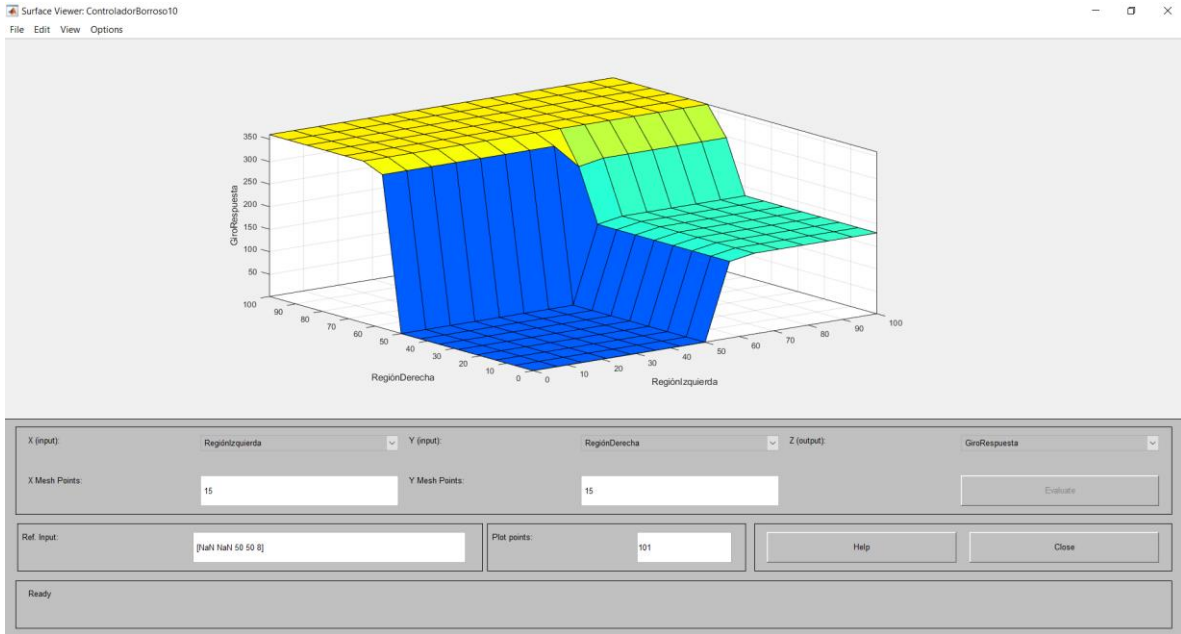 Surface Viewer: ControladorBorroso10
File Edit View Options
350
300
250
200
150
100
50
GiroRespuesta
100
90
80
70
60
50
40
30
20
10
0
RegiónDerecha
0
10
20
30
40
50
60
70
80
90
100
RegiónIzquierda
X (input):
RegiónIzquierda
Y (input):
RegiónDerecha
Z (output):
GiroRespuesta
X Mesh Points:
15
Y Mesh Points:
15
Evaluate
Ref. Input:
[NaN NaN 50 50 8]
Plot points:
101
Help
Close
Ready